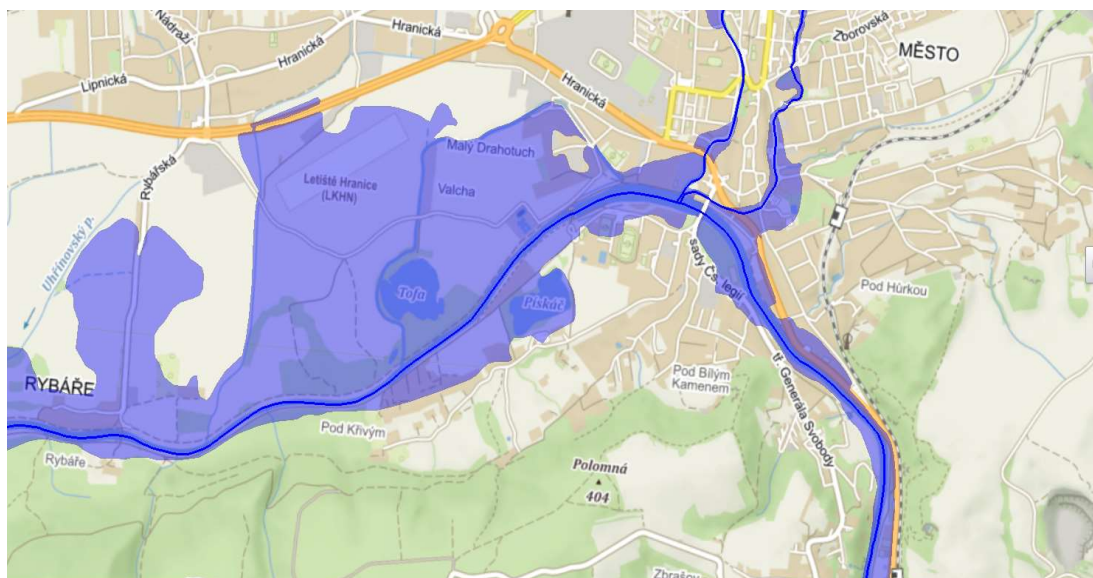 Nádraží
Hranická
Zborovská
MĚSTO
Hranická
Lipnická
Hranická
Malý Drahotuch
Rybářská
Letiště Hranice
(LKHN)
Valcha
Uhřínovský p.
sady Čs. legií
Pod Hůrkou
Tofa
Pískáč
Pod Bílým
Kamenem
RYBÁŘE
tř. Generála Svobody
Pod Křivým
Rybáře
Polomná
404